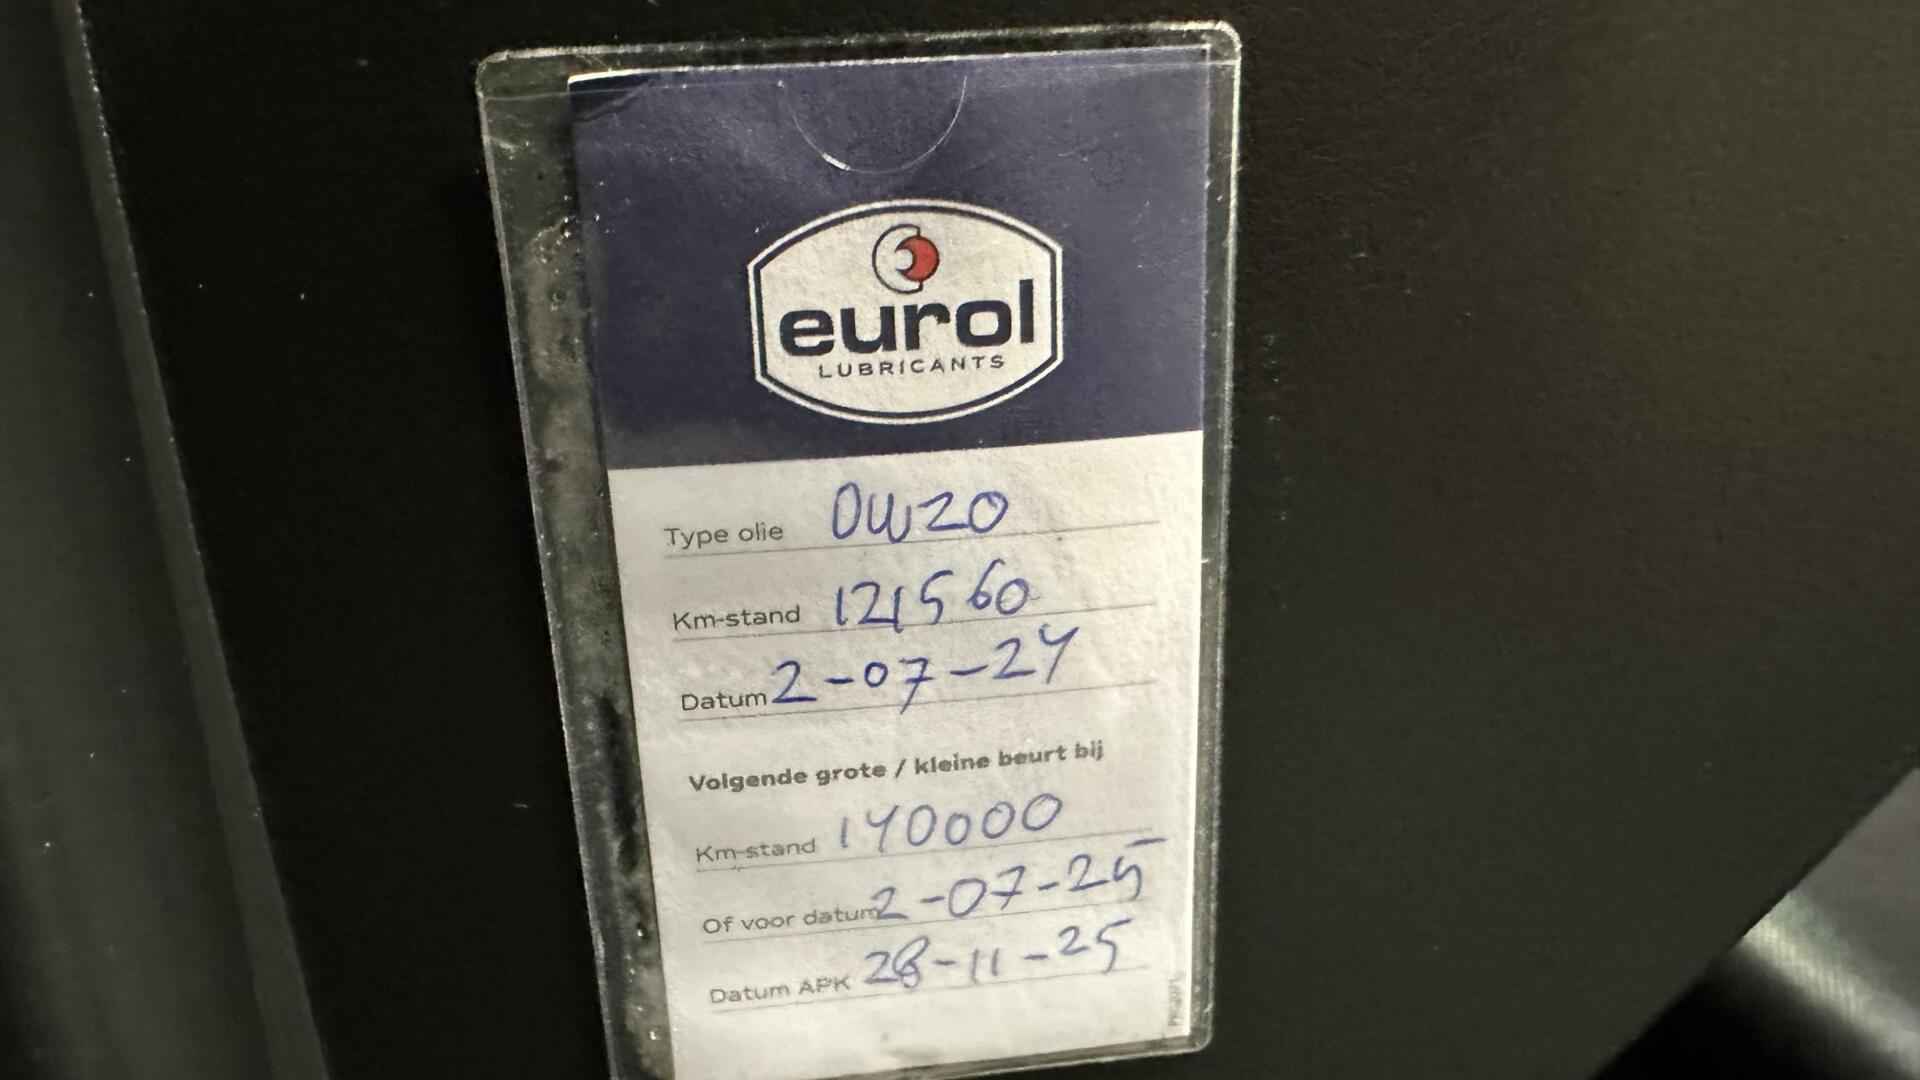 eurol
LUBRICANTS
Type olie 0W20
Km-stand 121560
Datum 2-07-24
Volgende grote / kleine beurt bij
Km-stand 140000
Of voor datum 2-07-25
Datum APK 28-11-25